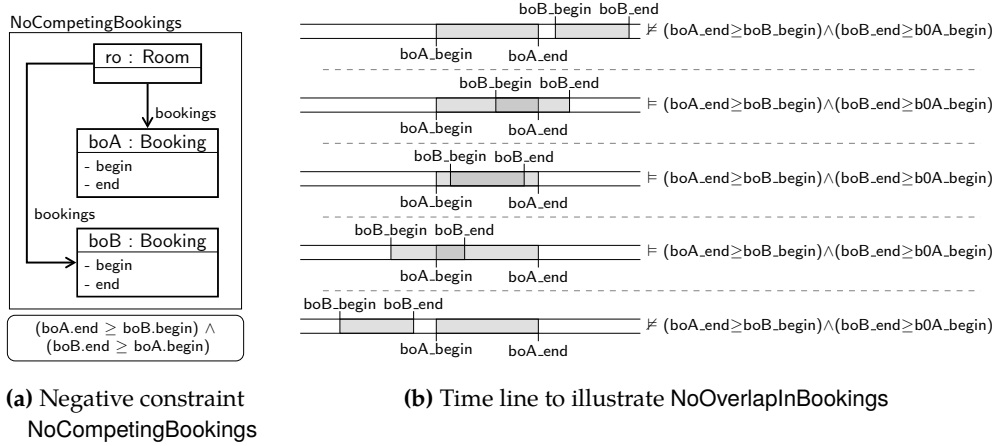 NoCompetingBookings
ro : Room
bookings
boA : Booking
- begin
- end
bookings
boB : Booking
- begin
- end
(boA.end ≥ boB.begin) ∧
(boB.end ≥ boA.begin)
(a) Negative constraint
NoCompetingBookings
boB_begin boB_end
⊭ (boA_end≥boB_begin)∧(boB_end≥b0A_begin)
boA_begin boA_end
boB_begin boB_end
⊨ (boA_end≥boB_begin)∧(boB_end≥b0A_begin)
boA_begin boA_end
boB_begin boB_end
⊨ (boA_end≥boB_begin)∧(boB_end≥b0A_begin)
boA_begin boA_end
boB_begin boB_end
⊨ (boA_end≥boB_begin)∧(boB_end≥b0A_begin)
boA_begin boA_end
boB_begin boB_end
⊭ (boA_end≥boB_begin)∧(boB_end≥b0A_begin)
boA_begin boA_end
(b) Time line to illustrate NoOverlapInBookings